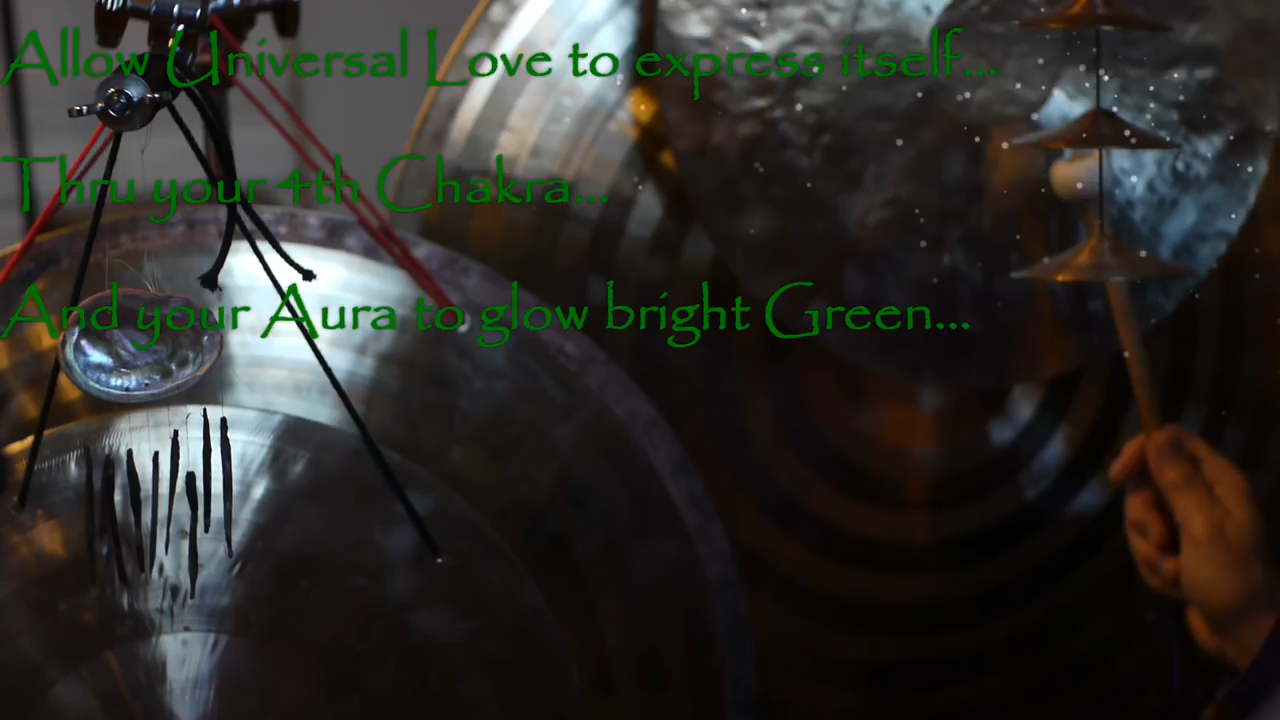 Allow Universal Love to express itself...
Thru your 4th Chakra...
And your Aura to glow bright Green...